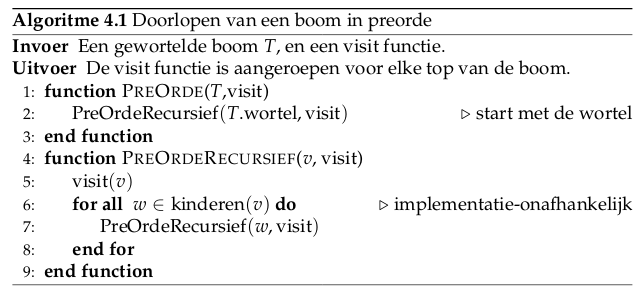 Algoritme 4.1 Doorlopen van een boom in preorde
Invoer Een gewortelde boom T, en een visit functie.
Uitvoer De visit functie is aangeroepen voor elke top van de boom.
1: function PREORDE(T,visit)
2: PreOrdeRecursief(T.wortel, visit) ▷ start met de wortel
3: end function
4: function PREORDERECURSIEF(v, visit)
5: visit(v)
6: for all w ∈ kinderen(v) do ▷ implementatie-onafhankelijk
7: PreOrdeRecursief(w, visit)
8: end for
9: end function